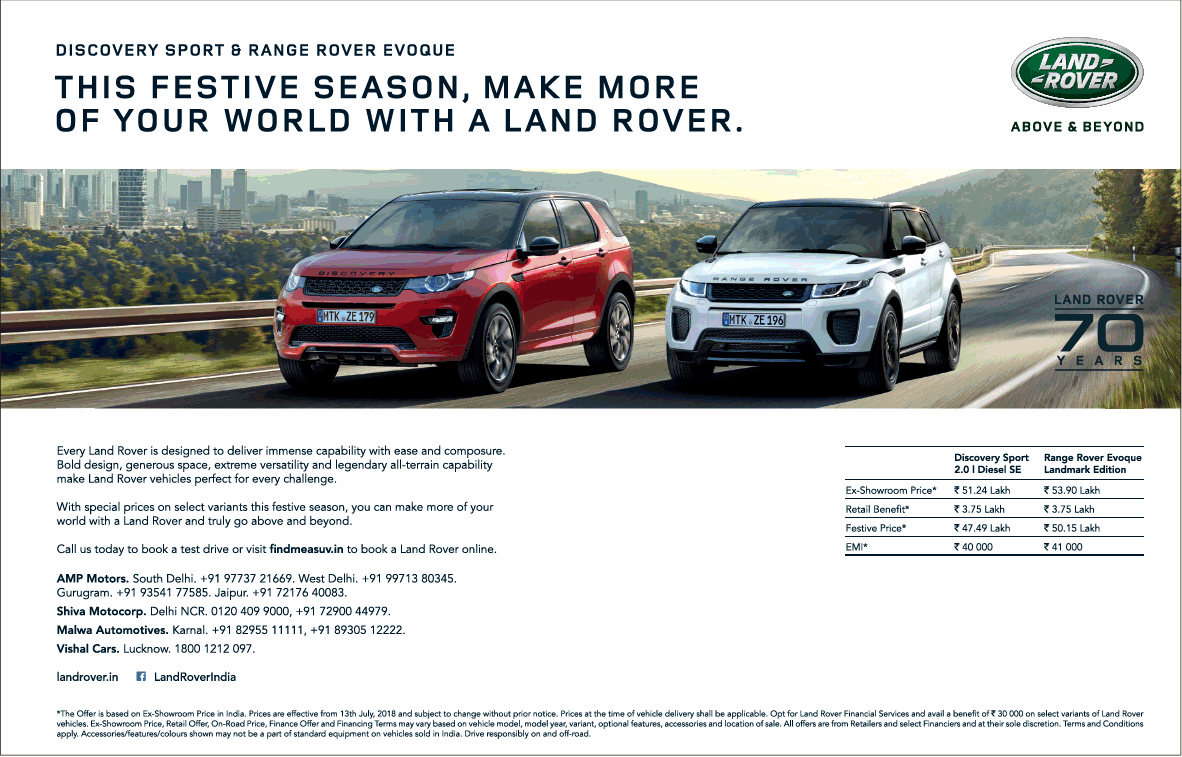 DISCOVERY SPORT & RANGE ROVER EVOQUE
THIS FESTIVE SEASON, MAKE MORE
OF YOUR WORLD WITH A LAND ROVER.
LAND-
-ROVER
ABOVE & BEYOND
DISCOVERY
MTK ZE 179
RANGE ROVER
MTK ZE 196
LAND ROVER
70
YEARS
Every Land Rover is designed to deliver immense capability with ease and composure.
Bold design, generous space, extreme versatility and legendary all-terrain capability
make Land Rover vehicles perfect for every challenge.
With special prices on select variants this festive season, you can make more of your
world with a Land Rover and truly go above and beyond.
Call us today to book a test drive or visit findmeasuv.in to book a Land Rover online.
AMP Motors. South Delhi. +91 97737 21669. West Delhi. +91 99713 80345.
Gurugram. +91 93541 77585. Jaipur. +91 72176 40083.
Shiva Motocorp. Delhi NCR. 0120 409 9000, +91 72900 44979.
Malwa Automotives. Karnal. +91 82955 11111, +91 89305 12222.
Vishal Cars. Lucknow. 1800 1212 097.
landrover.in LandRoverIndia
Discovery Sport Range Rover Evoque
2.0 l Diesel SE Landmark Edition
Ex-Showroom Price* ₹ 51.24 Lakh ₹ 53.90 Lakh
Retail Benefit* ₹ 3.75 Lakh ₹ 3.75 Lakh
Festive Price* ₹ 47.49 Lakh ₹ 50.15 Lakh
EMI* ₹ 40 000 ₹ 41 000
*The Offer is based on Ex-Showroom Price in India. Prices are effective from 13th July, 2018 and subject to change without prior notice. Prices at the time of vehicle delivery shall be applicable. Opt for Land Rover Financial Services and avail a benefit of ₹ 30 000 on select variants of Land Rover
vehicles. Ex-Showroom Price, Retail Offer, On-Road Price, Finance Offer and Financing Terms may vary based on vehicle model, model year, variant, optional features, accessories and location of sale. All offers are from Retailers and select Financiers and at their sole discretion. Terms and Conditions
apply. Accessories/features/colours shown may not be a part of standard equipment on vehicles sold in India. Drive responsibly on and off-road.